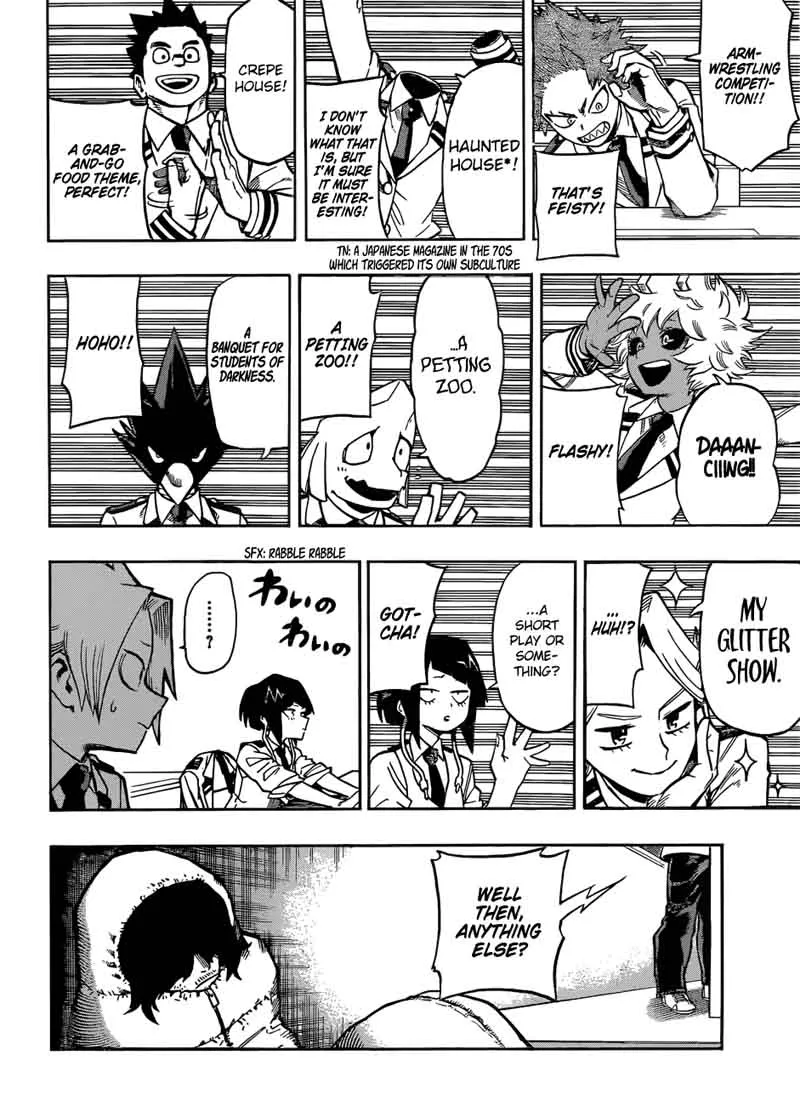 ARM-
WRESTLING
COMPETI-
TION!!
THAT'S
FEISTY!
HAUNTED
HOUSE*!
I DON'T
KNOW
WHAT THAT
IS, BUT
I'M SURE
IT MUST
BE INTER-
ESTING!
CREPE
HOUSE!
A GRAB-
AND-GO
FOOD THEME,
PERFECT!
TN: A JAPANESE MAGAZINE IN THE 70S
WHICH TRIGGERED ITS OWN SUBCULTURE
DAAAN-
CIING!!
FLASHY!
...A
PETTING
ZOO.
A
PETTING
ZOO!!
A
BANQUET FOR
STUDENTS OF
DARKNESS.
HOHO!!
MY
GLITTER
SHOW.
...
HUH!?
...A
SHORT
PLAY OR
SOME-
THING?
GOT-
CHA!
SFX: RABBLE RABBLE
わいの
わいの
......?
WELL
THEN,
ANYTHING
ELSE?